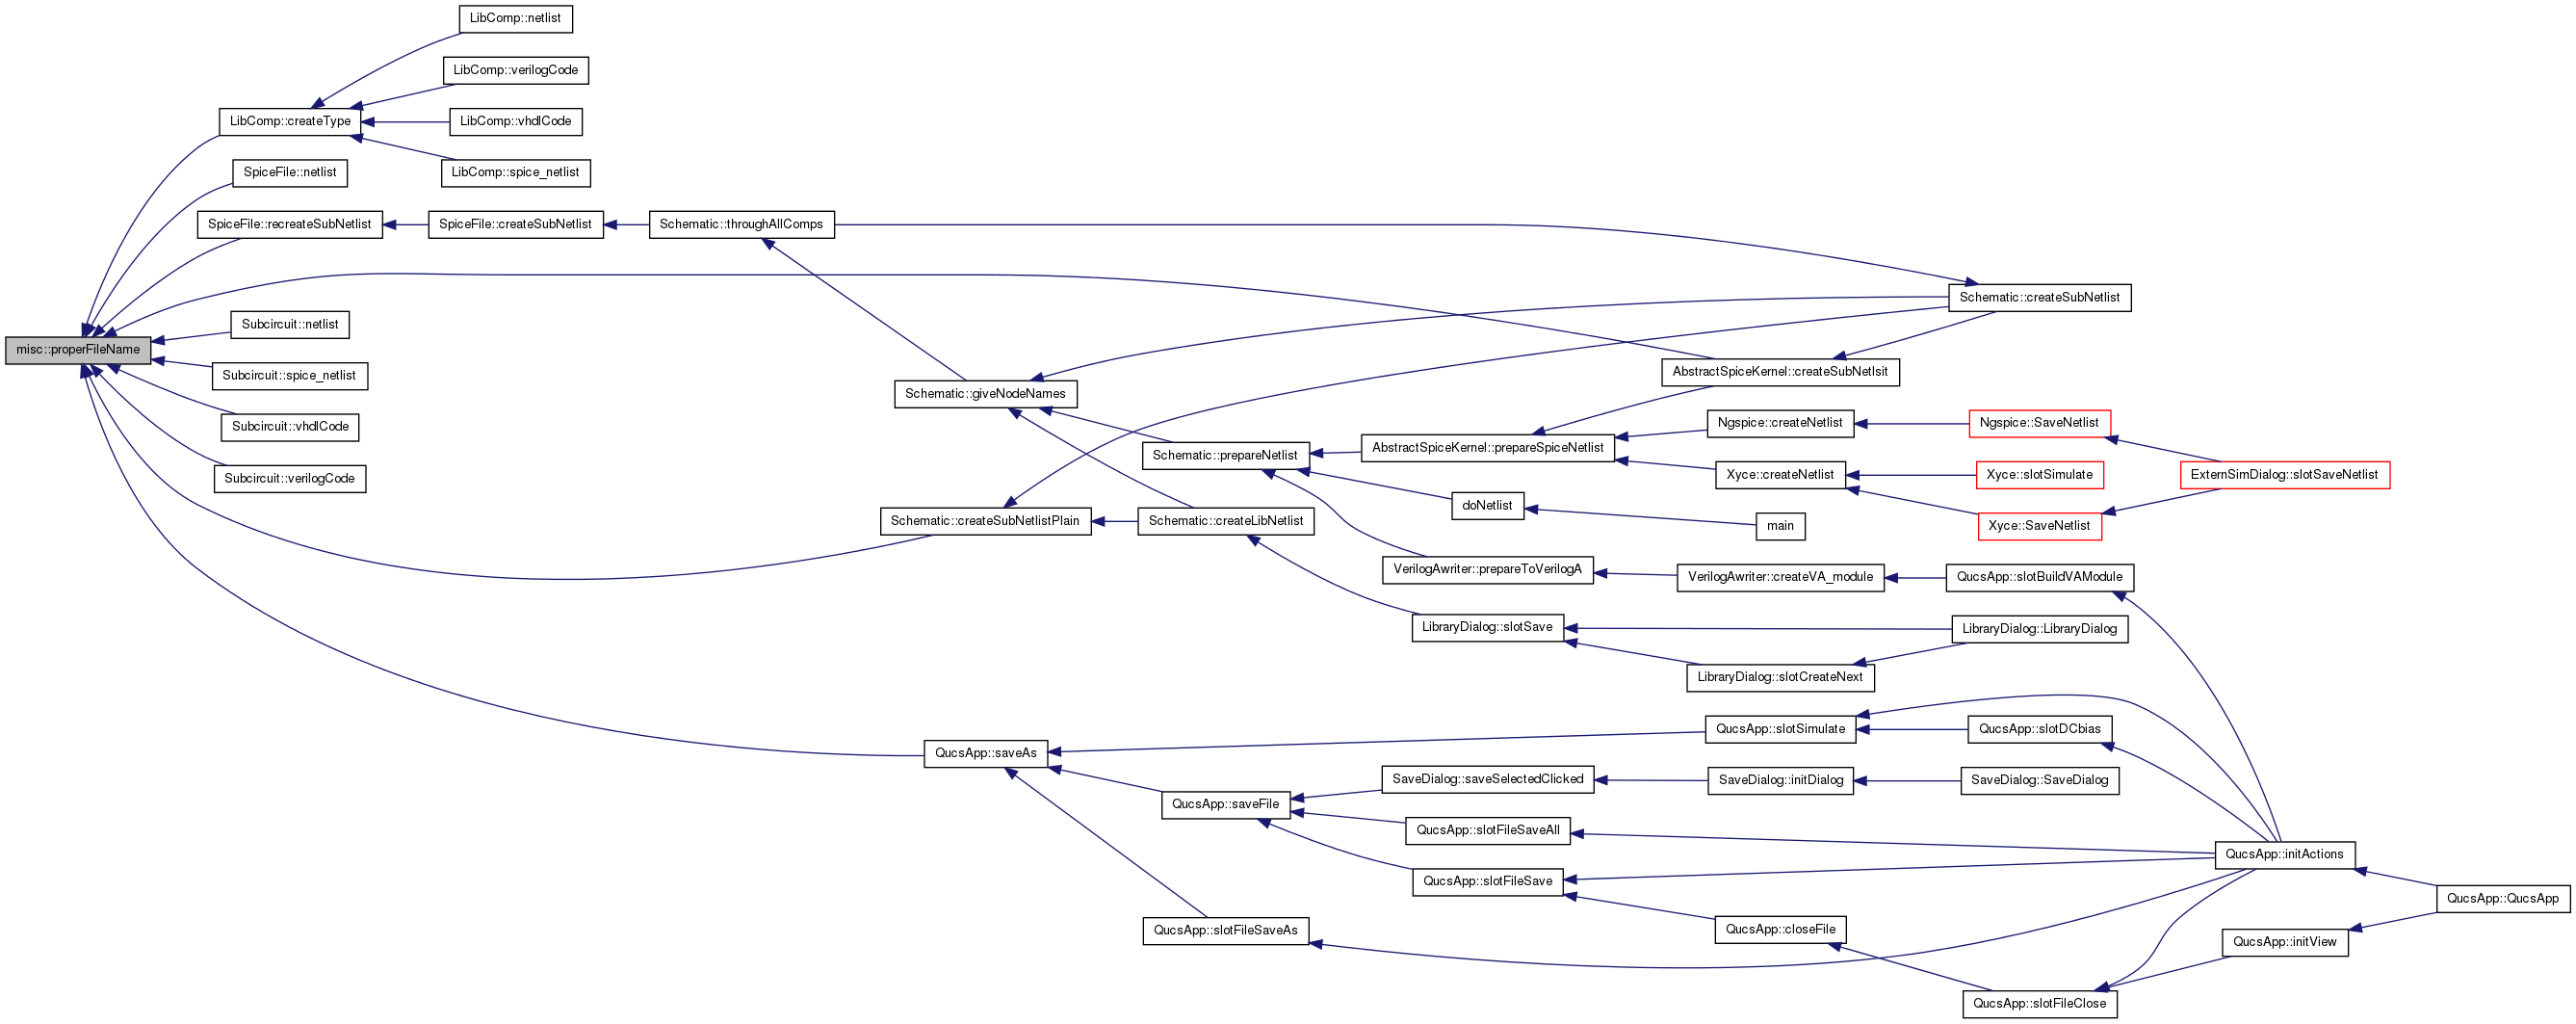 LibComp::netlist
LibComp::verilogCode
LibComp::createType
LibComp::vhdlCode
LibComp::spice_netlist
SpiceFile::netlist
SpiceFile::recreateSubNetlist
SpiceFile::createSubNetlist
Schematic::throughAllComps
Schematic::createSubNetlist
Subcircuit::netlist
misc::properFileName
Subcircuit::spice_netlist
AbstractSpiceKernel::createSubNetlsit
Schematic::giveNodeNames
Subcircuit::vhdlCode
Ngspice::createNetlist
Ngspice::SaveNetlist
Schematic::prepareNetlist
AbstractSpiceKernel::prepareSpiceNetlist
Subcircuit::verilogCode
Xyce::createNetlist
Xyce::slotSimulate
ExternSimDialog::slotSaveNetlist
doNetlist
main
Xyce::SaveNetlist
Schematic::createSubNetlistPlain
Schematic::createLibNetlist
VerilogAwriter::prepareToVerilogA
VerilogAwriter::createVA_module
QucsApp::slotBuildVAModule
LibraryDialog::slotSave
LibraryDialog::LibraryDialog
LibraryDialog::slotCreateNext
QucsApp::slotSimulate
QucsApp::slotDCbias
QucsApp::saveAs
SaveDialog::saveSelectedClicked
SaveDialog::initDialog
SaveDialog::SaveDialog
QucsApp::saveFile
QucsApp::slotFileSaveAll
QucsApp::initActions
QucsApp::slotFileSave
QucsApp::QucsApp
QucsApp::slotFileSaveAs
QucsApp::closeFile
QucsApp::initView
QucsApp::slotFileClose